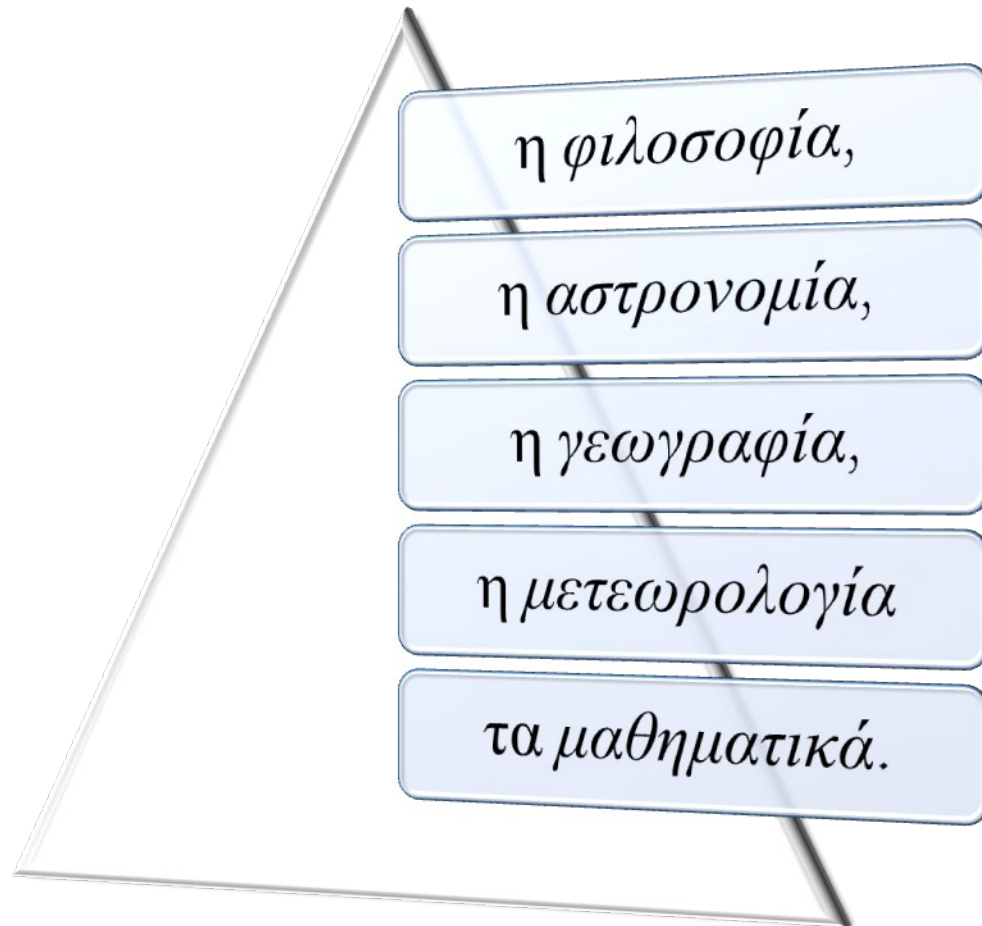 η φιλοσοφία,
η αστρονομία,
η γεωγραφία,
η μετεωρολογία
τα μαθηματικά.